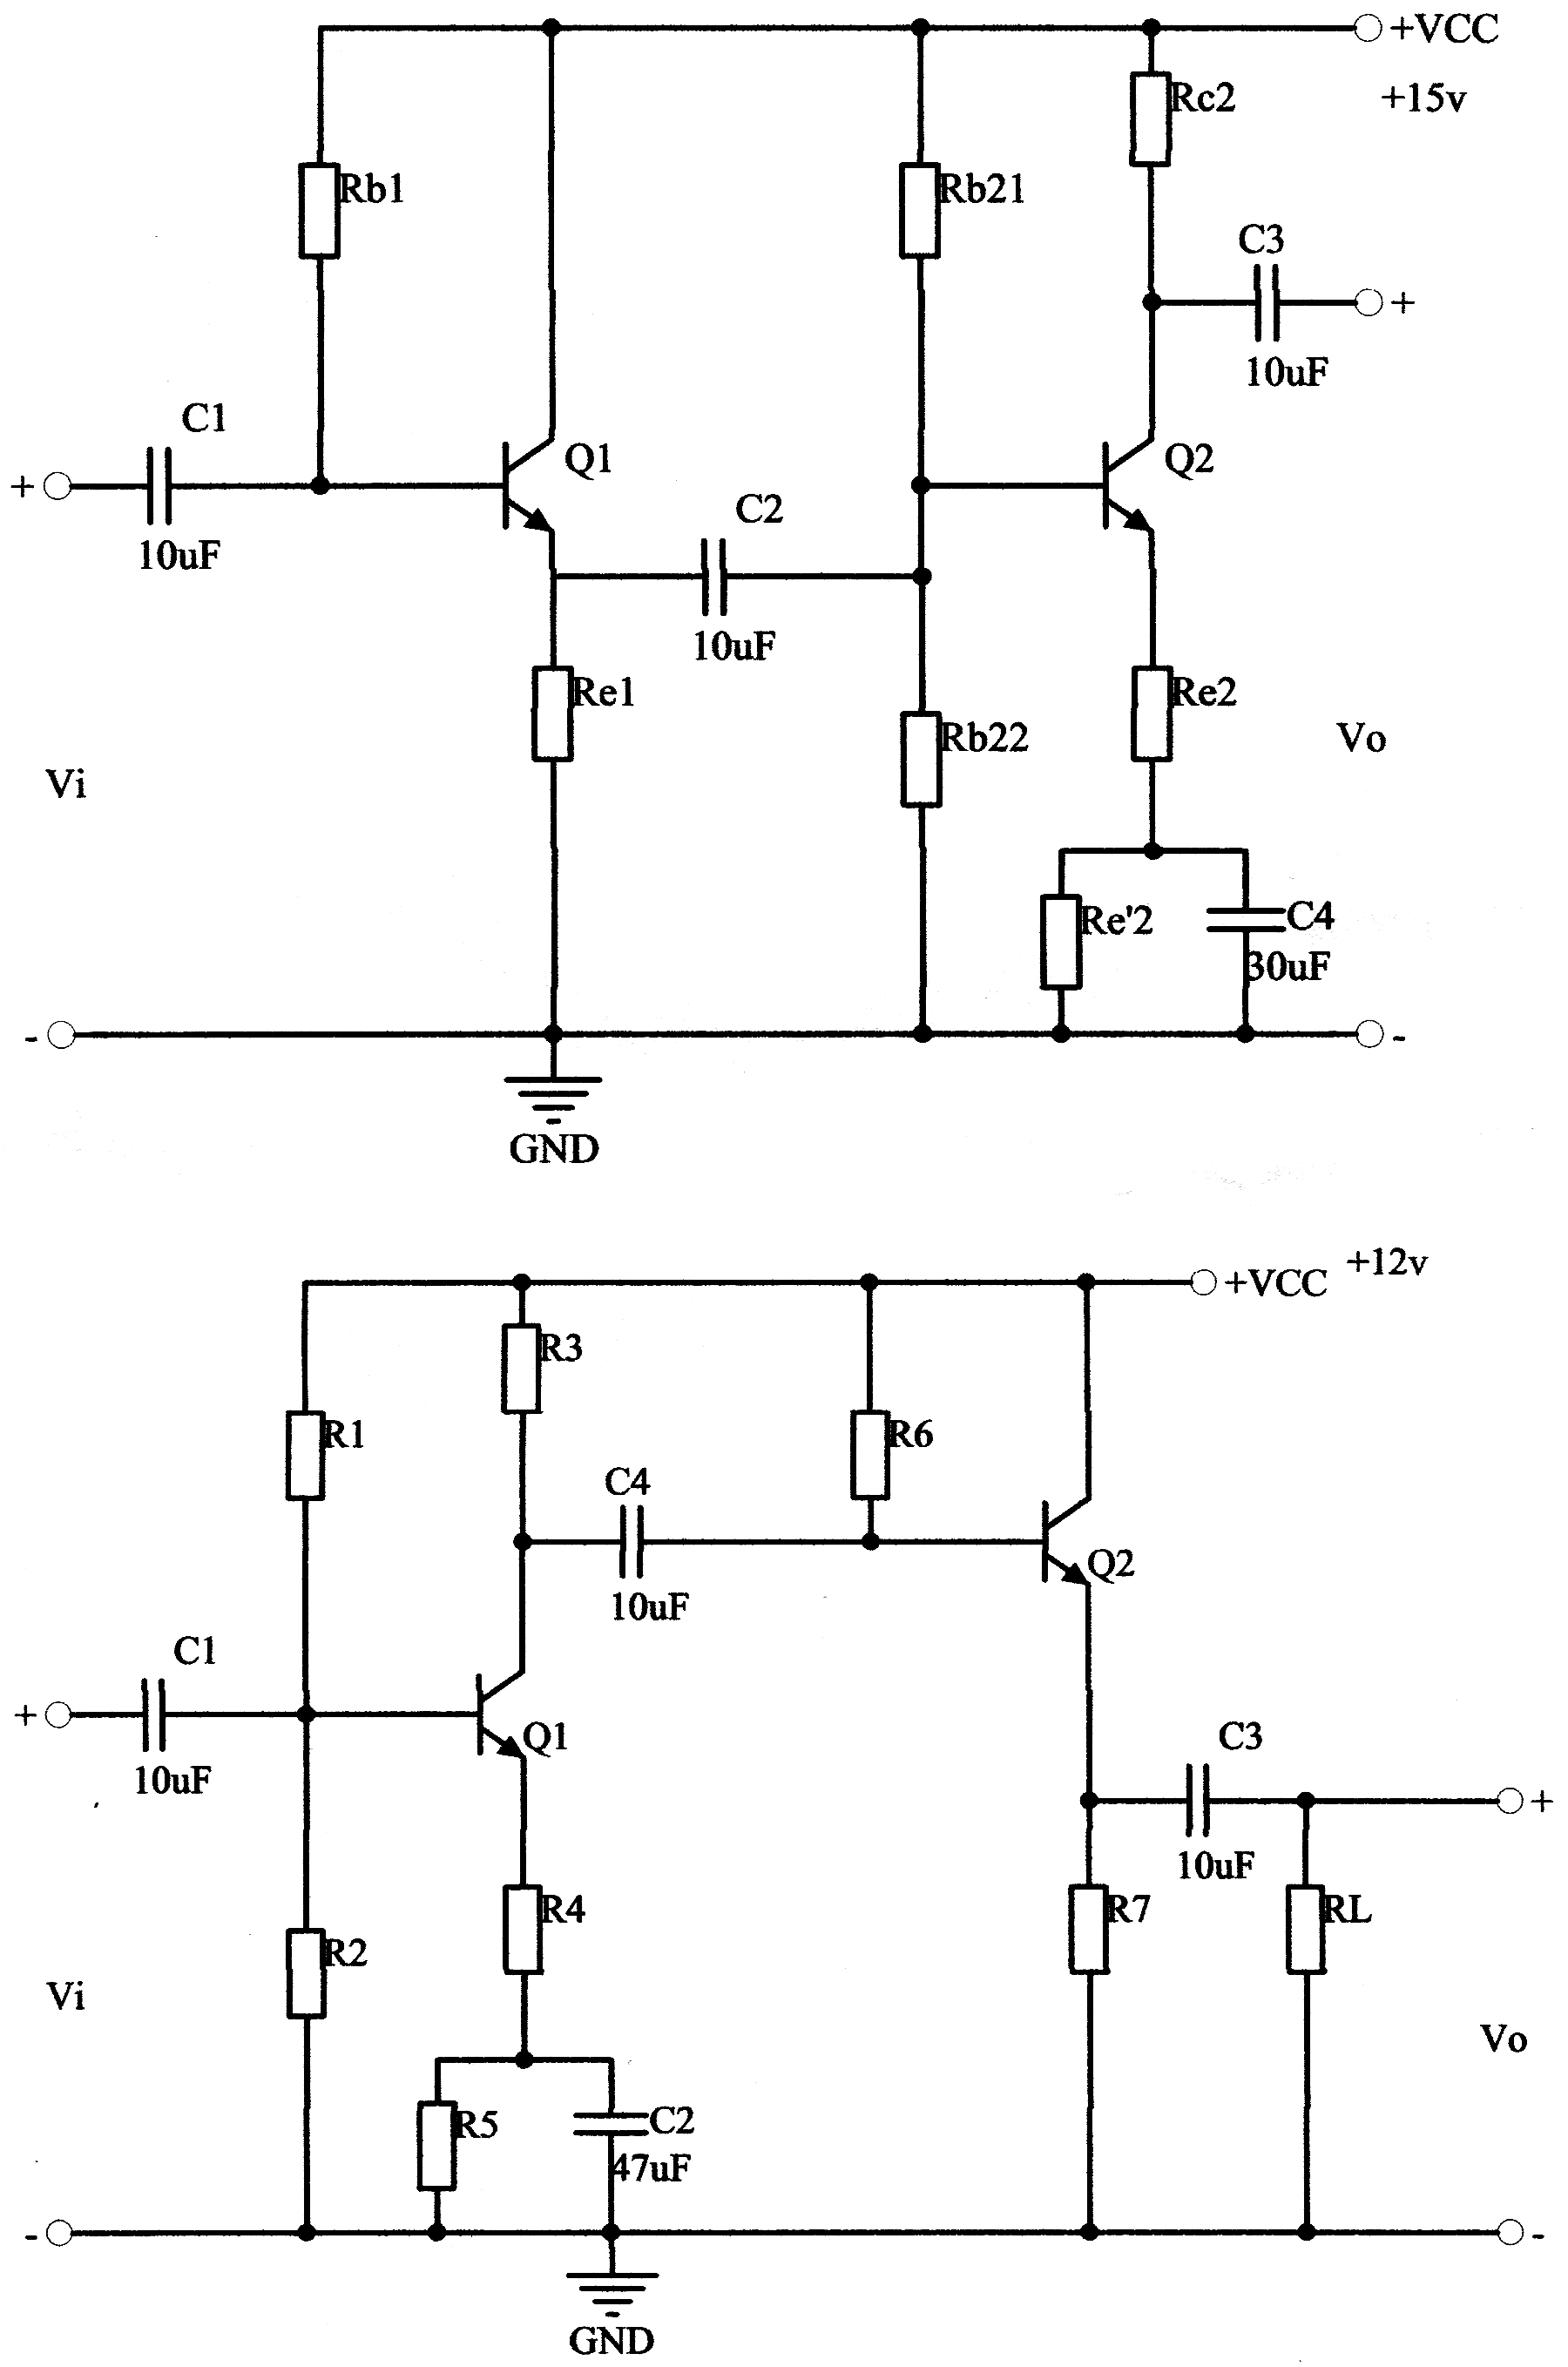 +VCC
+15v
Rc2
Rb1
Rb21
C3
+
10uF
C1
Q1
Q2
+
C2
10uF
10uF
Re1
Re2
Rb22
Vo
Vi
Re'2
C4
30uF
-
-
GND
+12v
+VCC
R3
R1
R6
C4
Q2
10uF
C1
+
Q1
C3
10uF
+
10uF
R4
R7
RL
R2
Vi
Vo
R5
C2
47uF
-
-
GND